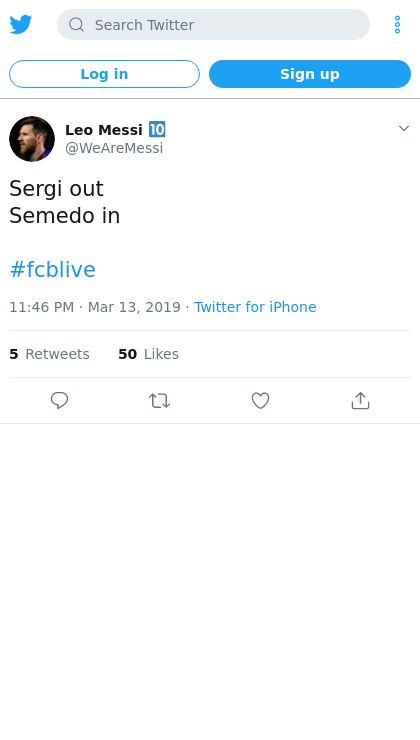 Search Twitter
Log in
Sign up
Leo Messi 🔟
@WeAreMessi
Sergi out
Semedo in
#fcblive
11:46 PM · Mar 13, 2019 · Twitter for iPhone
5 Retweets 50 Likes